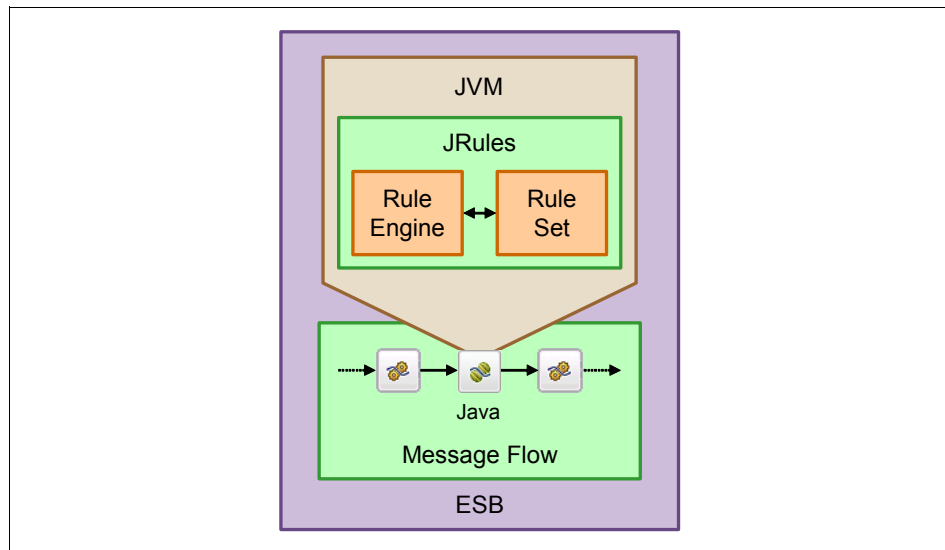 JVM
JRules
Rule Rule
Engine Set
Java
Message Flow
ESB